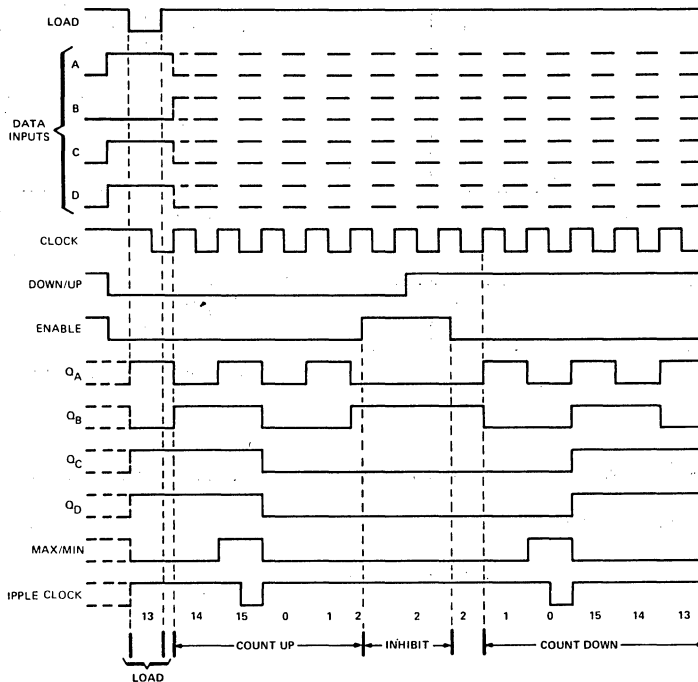 LOAD
A
B
DATA
INPUTS
C
D
CLOCK
DOWN/UP
ENABLE
QA
QB
QC
QD
MAX/MIN
IPPLE CLOCK
13 14 15 0 1 2 2 2 1 0 15 14 13
COUNT UP INHIBIT COUNT DOWN
LOAD